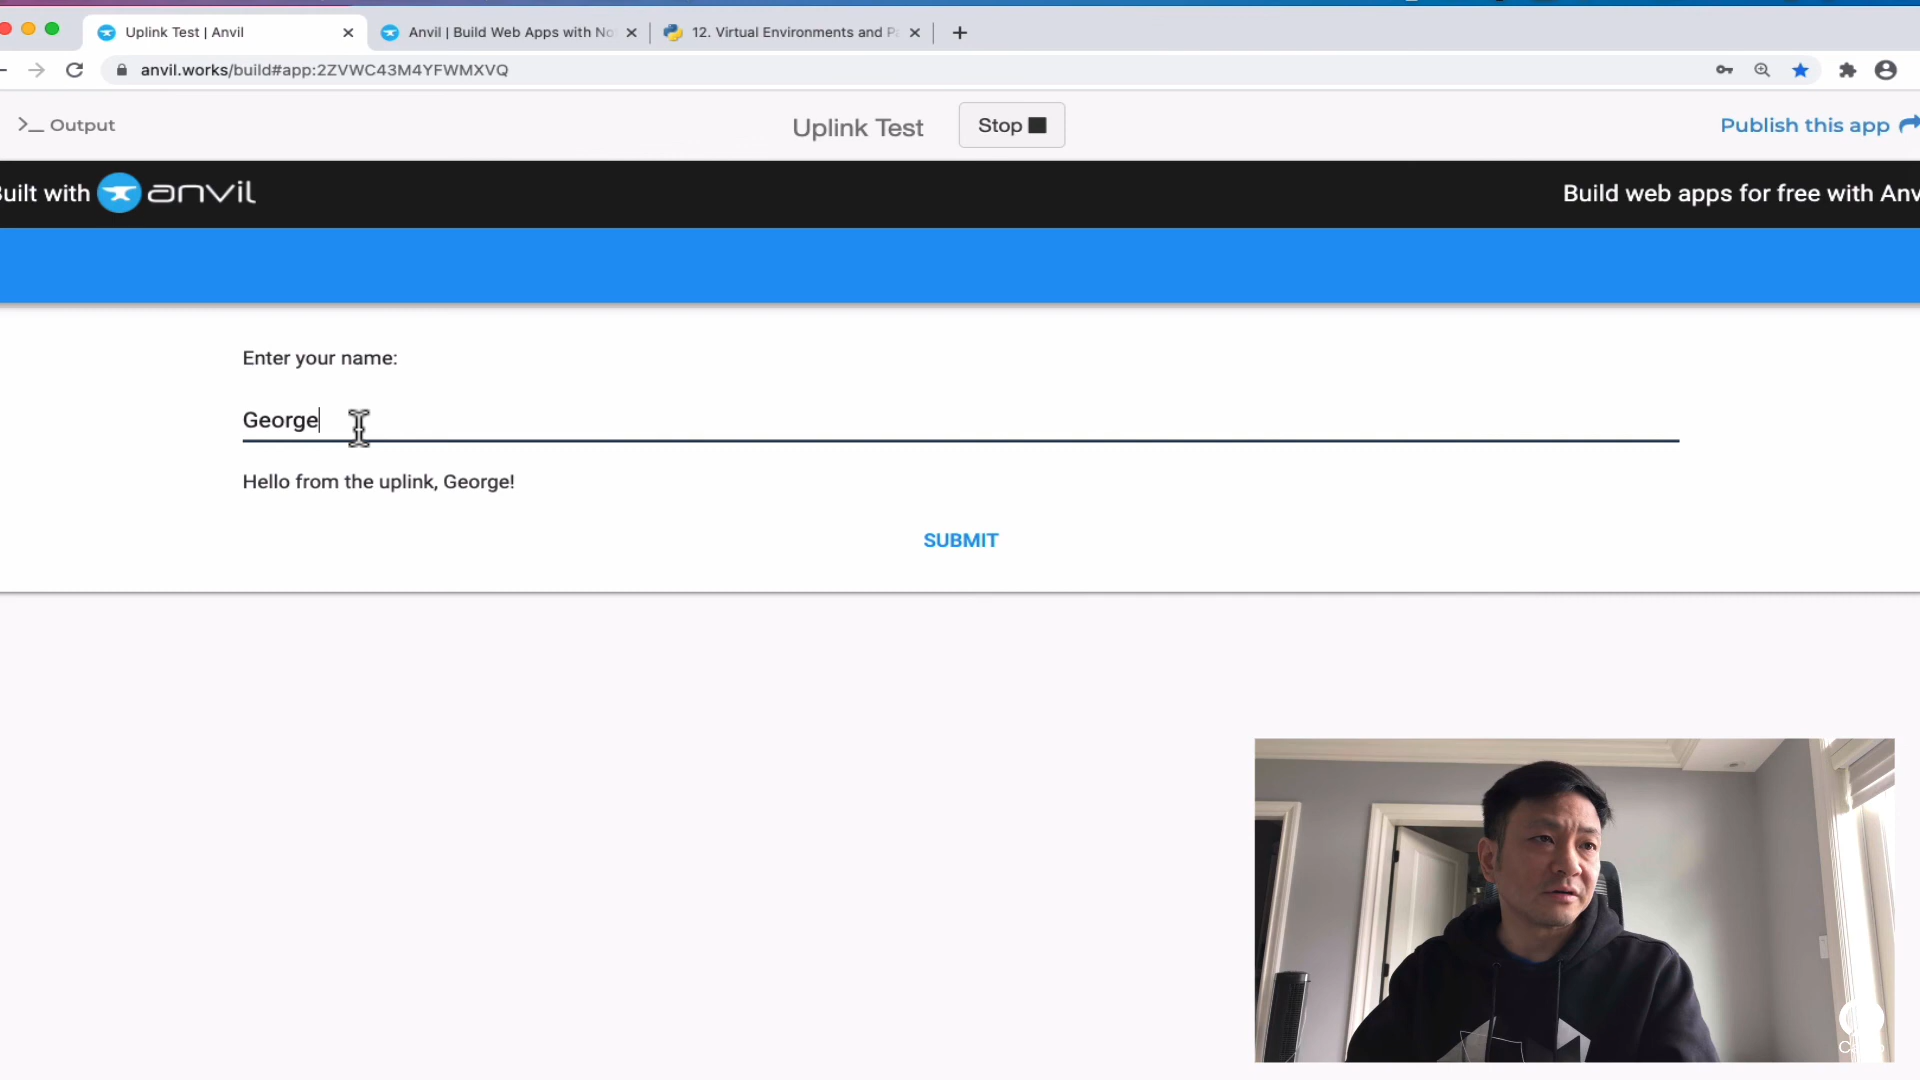 Uplink Test | Anvil
Anvil | Build Web Apps with No
12. Virtual Environments and P
anvil.works/build#app:2ZVWC43M4YFWMXVQ
>_ Output
Uplink Test
Stop
Publish this app
uilt with anvil
Build web apps for free with Anv
Enter your name:
George
Hello from the uplink, George!
SUBMIT